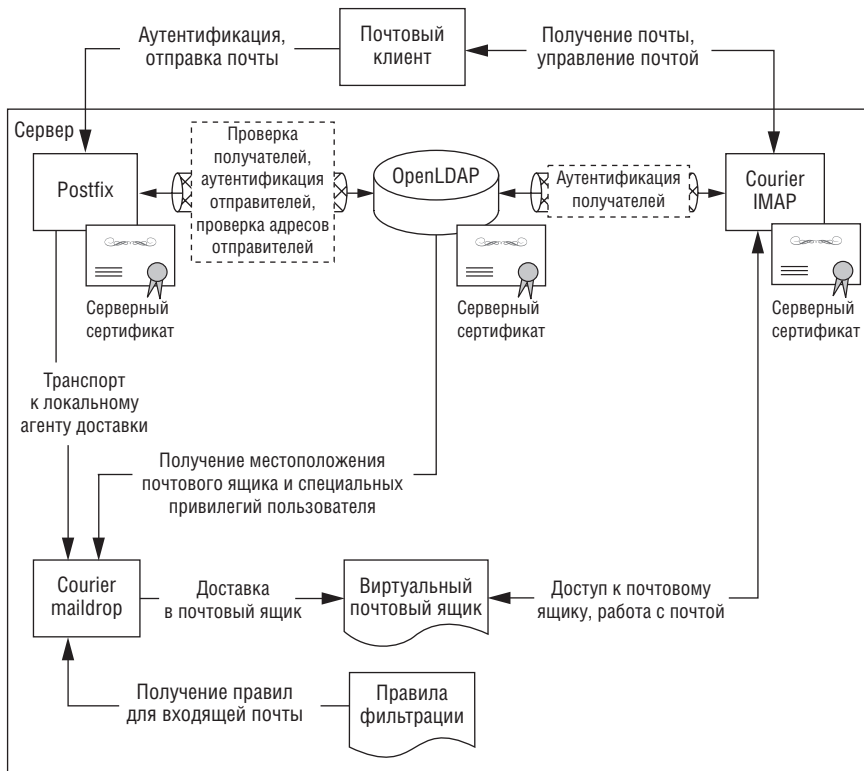 Аутентификация,
отправка почты
Почтовый
клиент
Получение почты,
управление почтой
Сервер
Postfix
Проверка
получателей,
аутентификация
отправителей,
проверка адресов
отправителей
OpenLDAP
Аутентификация
получателей
Courier
IMAP
Серверный
сертификат
Серверный
сертификат
Серверный
сертификат
Транспорт
к локальному
агенту доставки
Получение местоположения
почтового ящика и специальных
привилегий пользователя
Courier
maildrop
Доставка
в почтовый ящик
Виртуальный
почтовый ящик
Доступ к почтовому
ящику, работа с почтой
Получение правил
для входящей почты
Правила
фильтрации